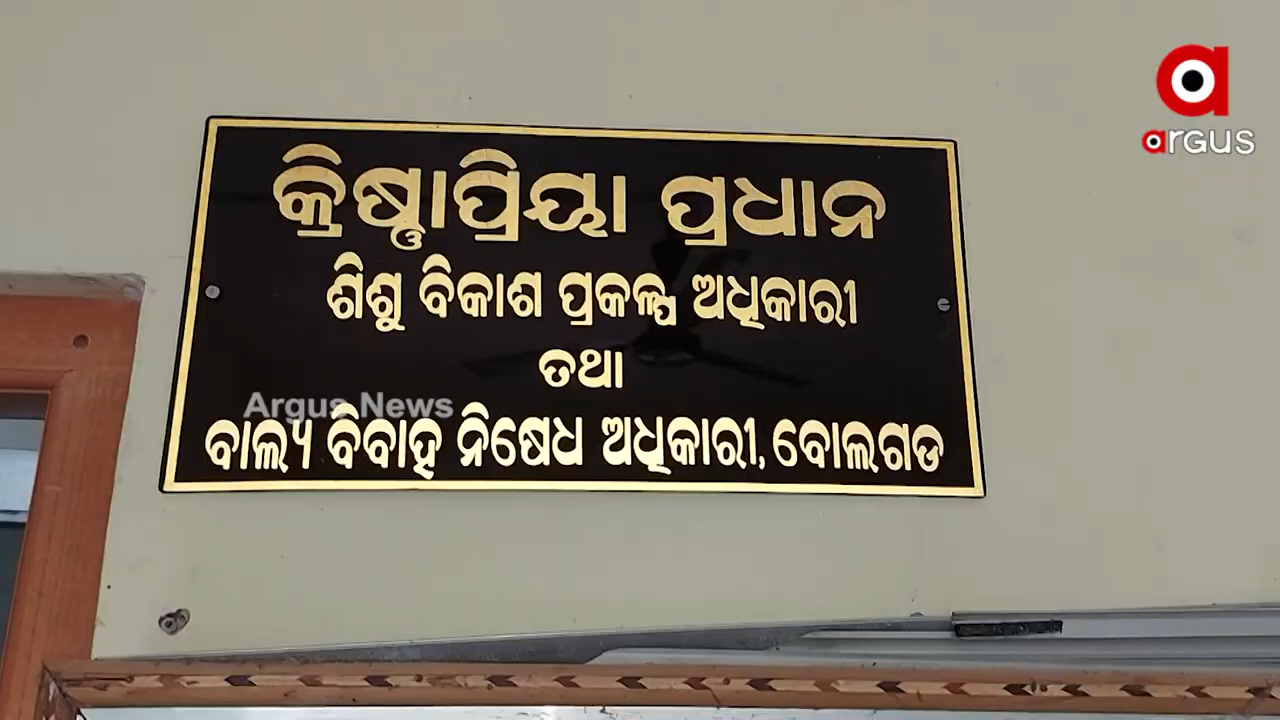 argus
କ୍ରିଷ୍ଣାପ୍ରିୟା ପ୍ରଧାନ
ଶିଶୁ ବିକାଶ ପ୍ରକଳ୍ପ ଅଧିକାରୀ
ତଥା
Argus News
ବାଲ୍ୟ ବିବାହ ନିଷେଧ ଅଧିକାରୀ, ବୋଲଗଡ